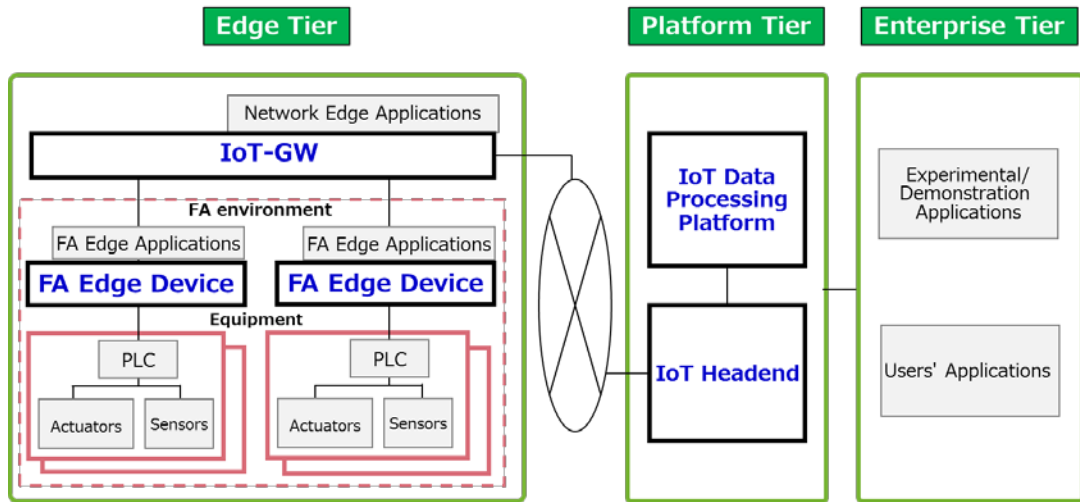 Edge Tier
Platform Tier
Enterprise Tier
Network Edge Applications
IoT-GW
FA environment
FA Edge Applications
FA Edge Applications
FA Edge Device
FA Edge Device
Equipment
PLC
Actuators
Sensors
PLC
Actuators
Sensors
IoT Data
Processing
Platform
IoT Headend
Experimental/
Demonstration
Applications
Users' Applications